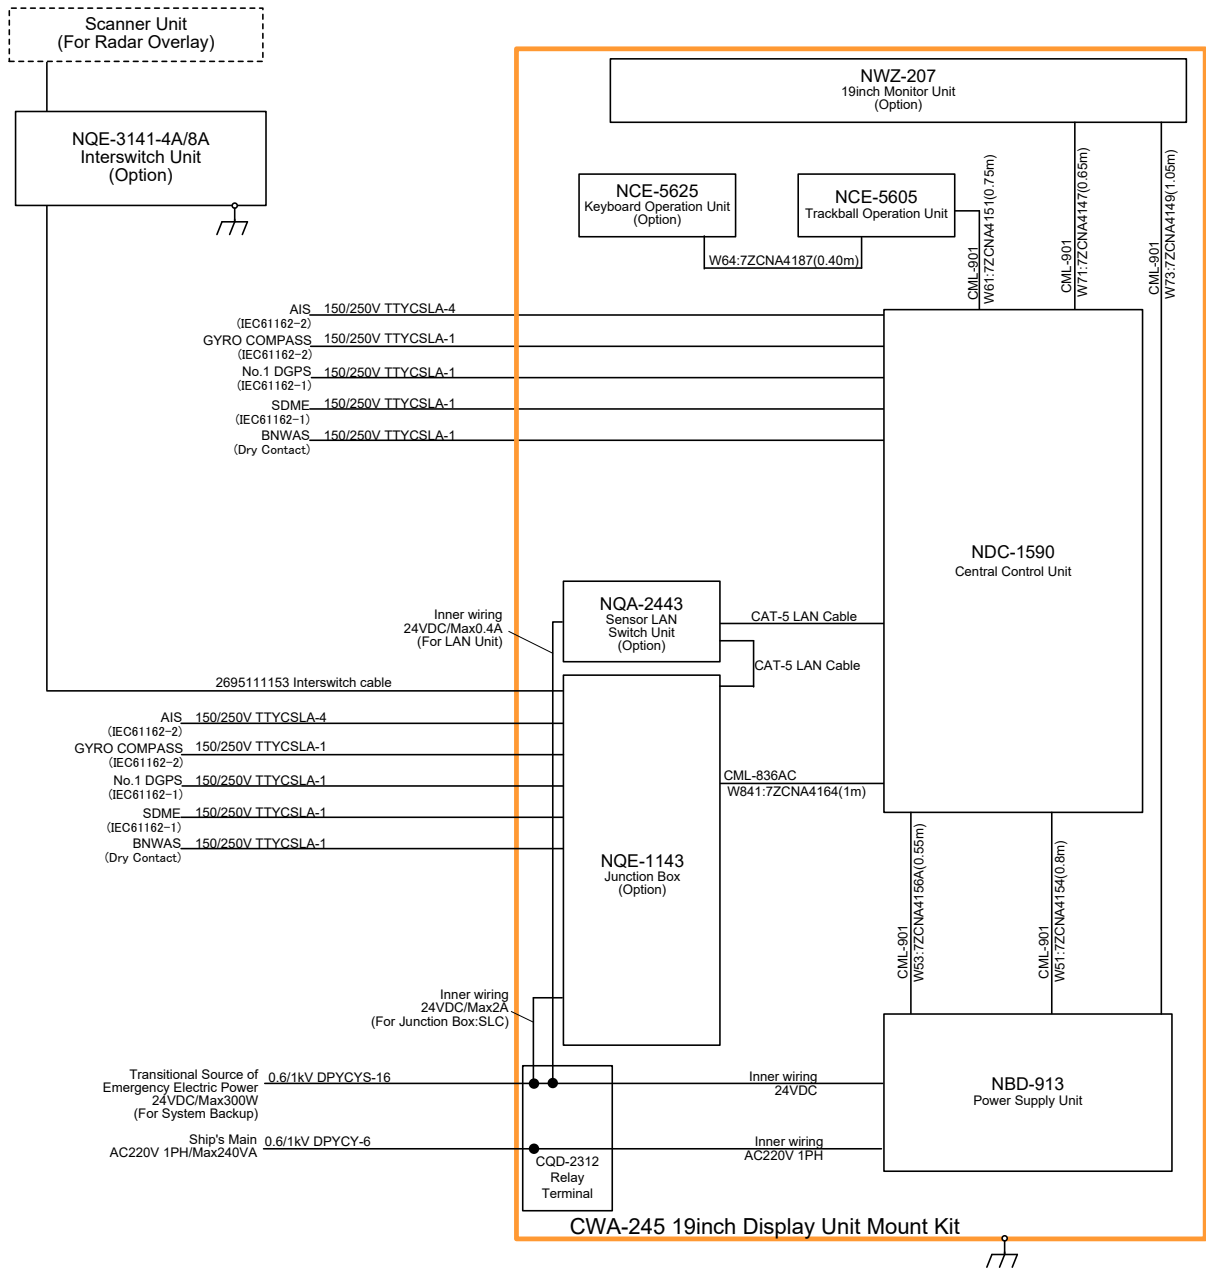 Scanner Unit
(For Radar Overlay)
NQE-3141-4A/8A
Interswitch Unit
(Option)
NWZ-207
19inch Monitor Unit
(Option)
NCE-5625
Keyboard Operation Unit
(Option)
NCE-5605
Trackball Operation Unit
W64:7ZCNA4187(0.40m)
CML-901
W61:7ZCNA4151(0.75m)
CML-901
W71:7ZCNA4147(0.65m)
CML-901
W73:7ZCNA4149(1.05m)
AIS 150/250V TTYCSLA-4
(IEC61162-2)
GYRO COMPASS 150/250V TTYCSLA-1
(IEC61162-2)
No.1 DGPS 150/250V TTYCSLA-1
(IEC61162-1)
SDME 150/250V TTYCSLA-1
(IEC61162-1)
BNWAS 150/250V TTYCSLA-1
(Dry Contact)
NDC-1590
Central Control Unit
NQA-2443
Sensor LAN
Switch Unit
(Option)
Inner wiring
24VDC/Max0.4A
(For LAN Unit)
CAT-5 LAN Cable
CAT-5 LAN Cable
2695111153 Interswitch cable
AIS 150/250V TTYCSLA-4
(IEC61162-2)
GYRO COMPASS 150/250V TTYCSLA-1
(IEC61162-2)
No.1 DGPS 150/250V TTYCSLA-1
(IEC61162-1)
SDME 150/250V TTYCSLA-1
(IEC61162-1)
BNWAS 150/250V TTYCSLA-1
(Dry Contact)
CML-836AC
W841:7ZCNA4164(1m)
NQE-1143
Junction Box
(Option)
CML-901
W53:7ZCNA4156A(0.55m)
CML-901
W51:7ZCNA4154(0.8m)
Inner wiring
24VDC/Max2A
(For Junction Box:SLC)
Transitional Source of
Emergency Electric Power
24VDC/Max300W
(For System Backup)
0.6/1kV DPYCYS-16
Inner wiring
24VDC
NBD-913
Power Supply Unit
Ship's Main
AC220V 1PH/Max240VA
0.6/1kV DPYCY-6
Inner wiring
AC220V 1PH
CQD-2312
Relay
Terminal
CWA-245 19inch Display Unit Mount Kit